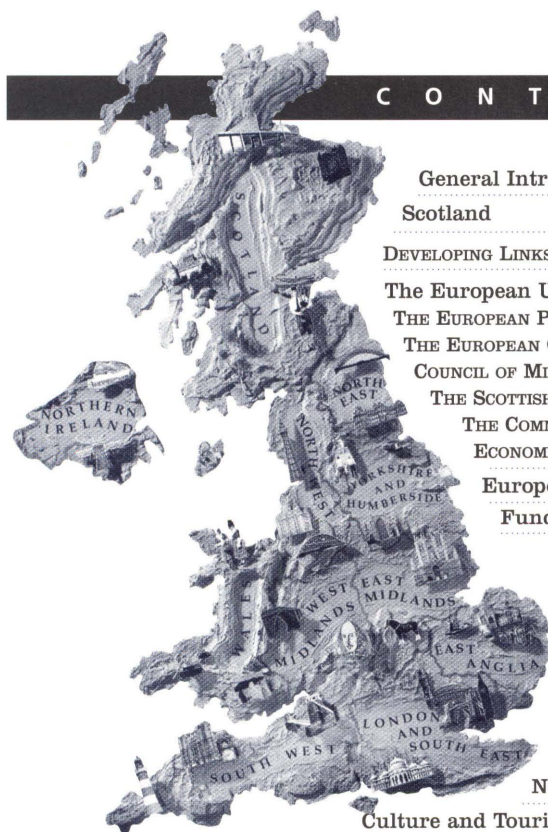 C O N T
General Intr
Scotland
DEVELOPING LINKS
The European U
THE EUROPEAN P
THE EUROPEAN
COUNCIL OF MI
THE SCOTTISH
THE COMM
ECONOM
Europe
Fund
N
Culture and Touri
SCOTLAND
NORTHERN
IRELAND
NORTH
EAST
NORTH WEST
YORKSHIRE
AND
HUMBERSIDE
WALES
WEST
MIDLANDS
EAST
MIDLANDS
EAST
ANGLIA
LONDON
AND
SOUTH EAST
SOUTH WEST